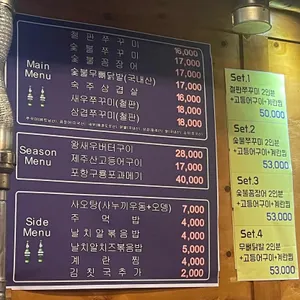 Main Menu
철판쭈꾸미 16,000
숯불쭈꾸미 17,000
숯불꼼장어 17,000
숯불무뼈닭발(국내산) 17,000
숙주삼겹살 16,000
새우쭈꾸미(철판) 18,000
삼겹쭈꾸미(철판) 18,000
Season Menu
왕새우버터구이 28,000
제주산고등어구이 17,000
포항구룡포과메기 40,000
Side Menu
사오탕(사누끼우동+오뎅) 7,000
주먹밥 4,000
날치알볶음밥 4,000
날치알치즈볶음밥 5,000
계란찜 4,000
김칫국추가 2,000
Set.1
철판쭈꾸미 2인분
+고등어구이+계란찜
50,000
Set.2
숯불쭈꾸미 2인분
+고등어구이+계란찜
53,000
Set.3
숯불꼼장어 2인분
+고등어구이+계란찜
53,000
Set.4
무뼈닭발 2인분
+고등어구이+계란찜
53,000